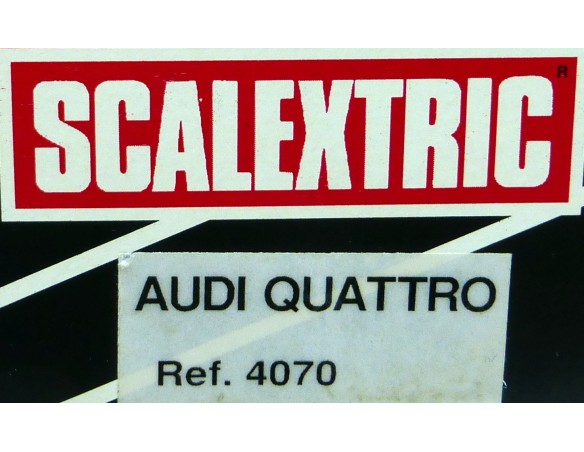 SCALEXTRIC
R
AUDI QUATTRO
Ref. 4070